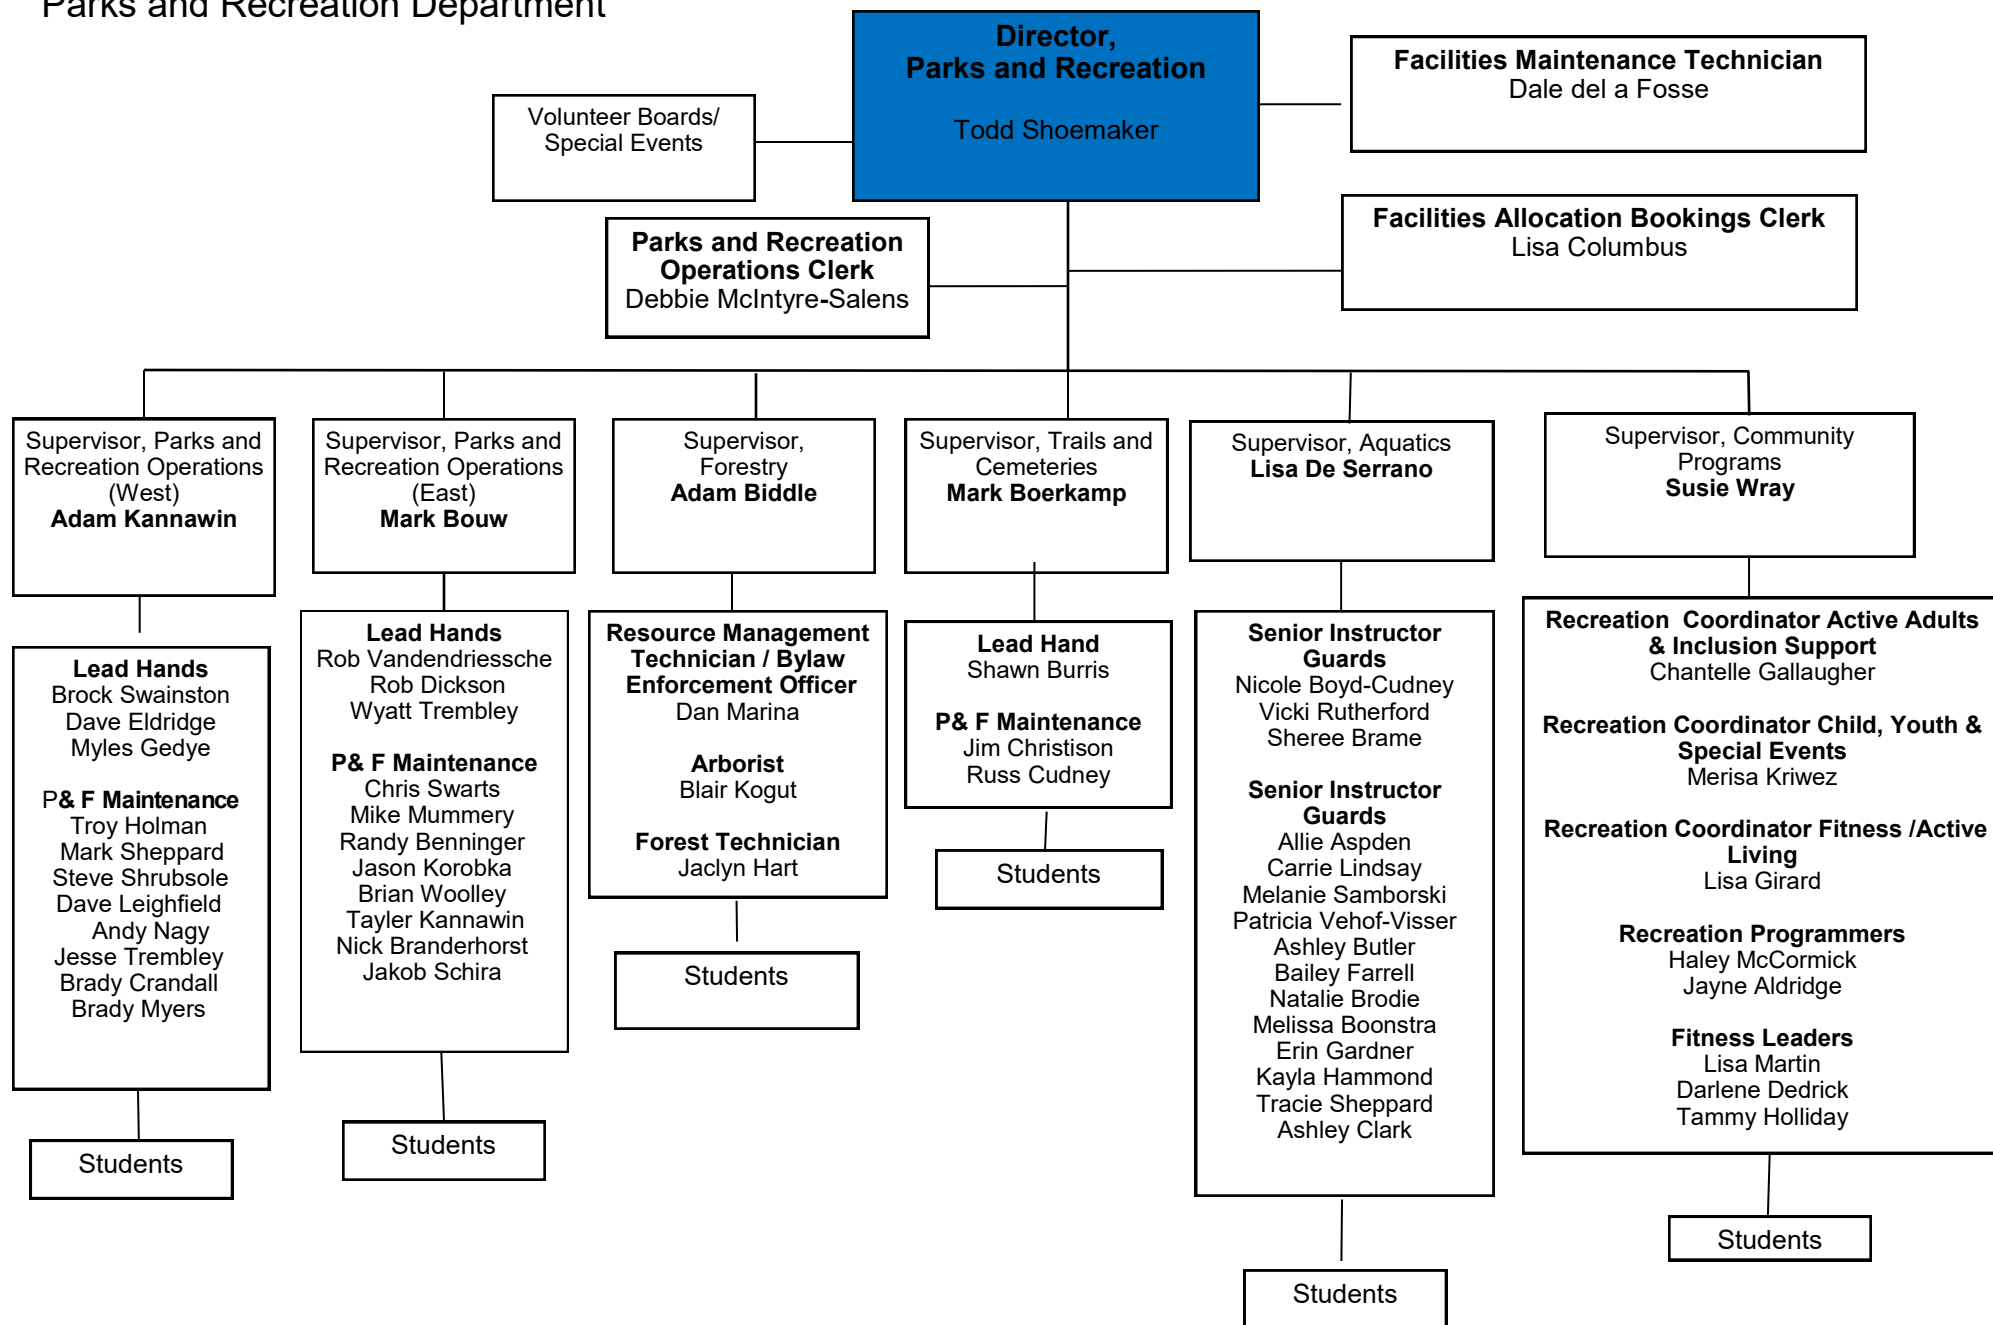 Parks and Recreation Department
Director,
Parks and Recreation
Todd Shoemaker
Facilities Maintenance Technician
Dale del a Fosse
Volunteer Boards/
Special Events
Parks and Recreation
Operations Clerk
Debbie McIntyre-Salens
Facilities Allocation Bookings Clerk
Lisa Columbus
Supervisor, Parks and
Recreation Operations
(West)
Adam Kannawin
Supervisor, Parks and
Recreation Operations
(East)
Mark Bouw
Supervisor,
Forestry
Adam Biddle
Supervisor, Trails and
Cemeteries
Mark Boerkamp
Supervisor, Aquatics
Lisa De Serrano
Supervisor, Community
Programs
Susie Wray
Lead Hands
Brock Swainston
Dave Eldridge
Myles Gedye
P& F Maintenance
Troy Holman
Mark Sheppard
Steve Shrubsole
Dave Leighfield
Andy Nagy
Jesse Trembley
Brady Crandall
Brady Myers
Students
Lead Hands
Rob Vandendriessche
Rob Dickson
Wyatt Trembley
P& F Maintenance
Chris Swarts
Mike Mummery
Randy Benninger
Jason Korobka
Brian Woolley
Tayler Kannawin
Nick Branderhorst
Jakob Schira
Students
Resource Management
Technician / Bylaw
Enforcement Officer
Dan Marina
Arborist
Blair Kogut
Forest Technician
Jaclyn Hart
Students
Lead Hand
Shawn Burris
P& F Maintenance
Jim Christison
Russ Cudney
Students
Senior Instructor
Guards
Nicole Boyd-Cudney
Vicki Rutherford
Sheree Brame
Senior Instructor
Guards
Allie Aspden
Carrie Lindsay
Melanie Samborski
Patricia Vehof-Visser
Ashley Butler
Bailey Farrell
Natalie Brodie
Melissa Boonstra
Erin Gardner
Kayla Hammond
Tracie Sheppard
Ashley Clark
Students
Recreation  Coordinator Active Adults
& Inclusion Support
Chantelle Gallaugher
Recreation Coordinator Child, Youth &
Special Events
Merisa Kriwez
Recreation Coordinator Fitness /Active
Living
Lisa Girard
Recreation Programmers
Haley McCormick
Jayne Aldridge
Fitness Leaders
Lisa Martin
Darlene Dedrick
Tammy Holliday
Students